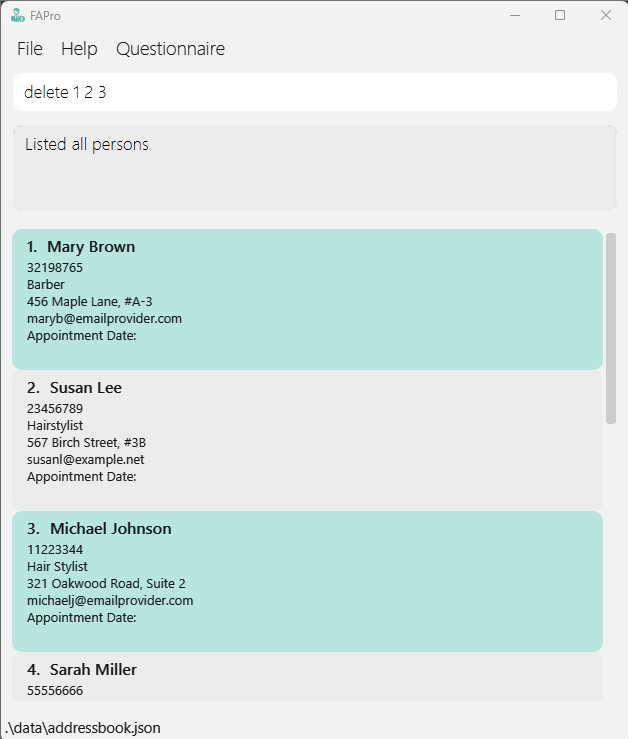 FAPro
File Help Questionnaire
delete 1 2 3
Listed all persons
1. Mary Brown
32198765
Barber
456 Maple Lane, #A-3
maryb@emailprovider.com
Appointment Date:
2. Susan Lee
23456789
Hairstylist
567 Birch Street, #3B
susanl@example.net
Appointment Date:
3. Michael Johnson
11223344
Hair Stylist
321 Oakwood Road, Suite 2
michaelj@emailprovider.com
Appointment Date:
4. Sarah Miller
55556666
.\data\addressbook.json